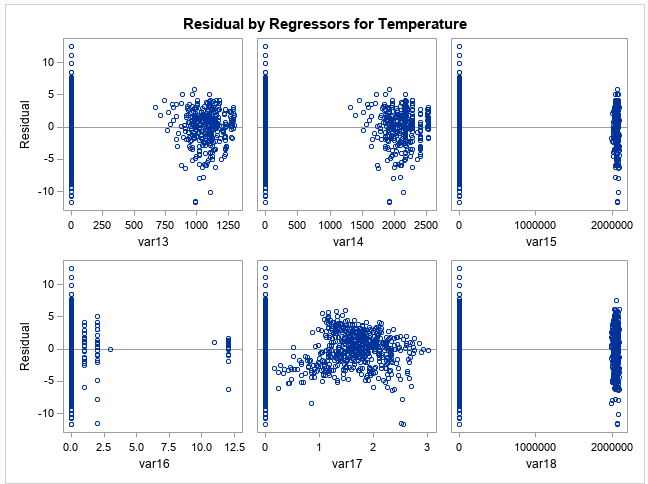 Residual by Regressors for Temperature
Residual
10
5
0
-5
-10
0 250 500 750 1000 1250
var13
0 500 1000 1500 2000 2500
var14
0 1000000 2000000
var15
Residual
10
5
0
-5
-10
0.0 2.5 5.0 7.5 10.0 12.5
var16
0 1 2 3
var17
0 1000000 2000000
var18